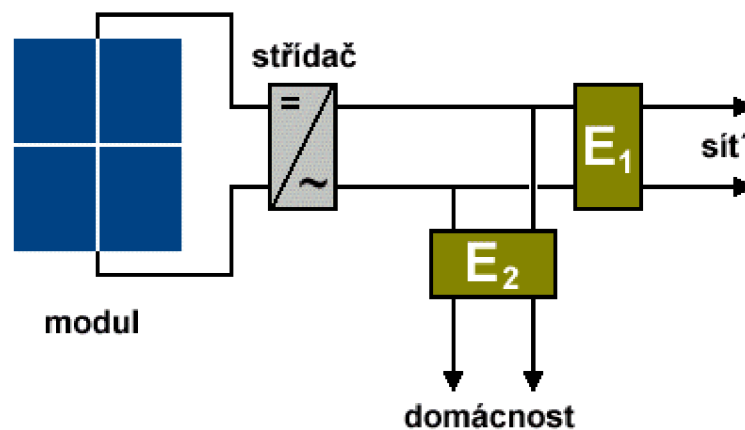 střídač
=
~
E1
síť
E2
modul
domácnost